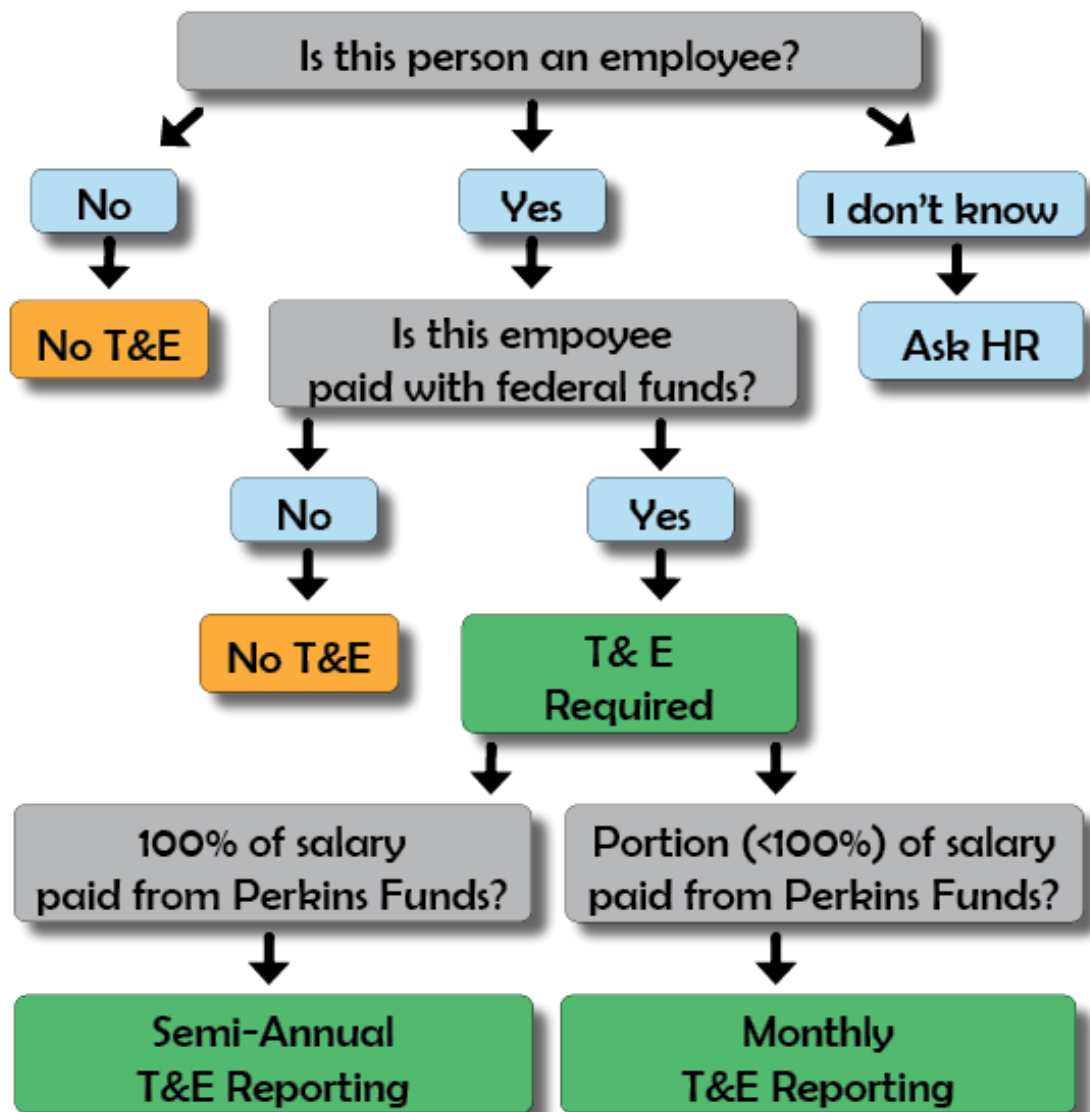 Is this person an employee?
No
Yes
I don't know
No T&E
Is this empoyee
paid with federal funds?
Ask HR
No
Yes
No T&E
T& E
Required
100% of salary
paid from Perkins Funds?
Portion (<100%) of salary
paid from Perkins Funds?
Semi-Annual
T&E Reporting
Monthly
T&E Reporting